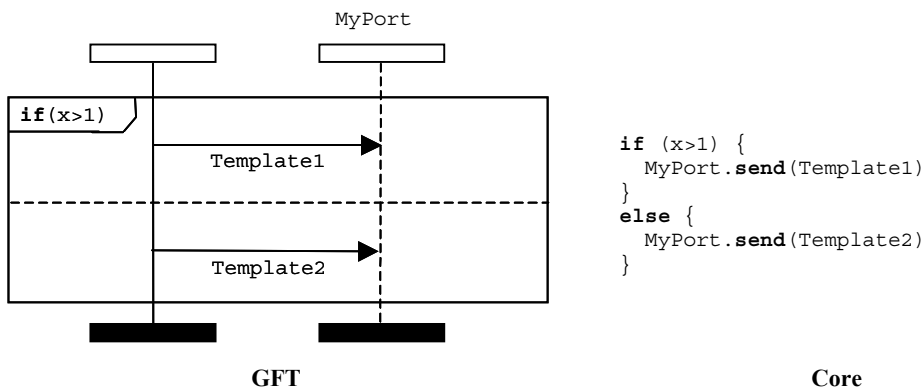 MyPort
if(x>1)
Template1
Template2
if (x>1) {
  MyPort.send(Template1)
}
else {
  MyPort.send(Template2)
}
GFT
Core